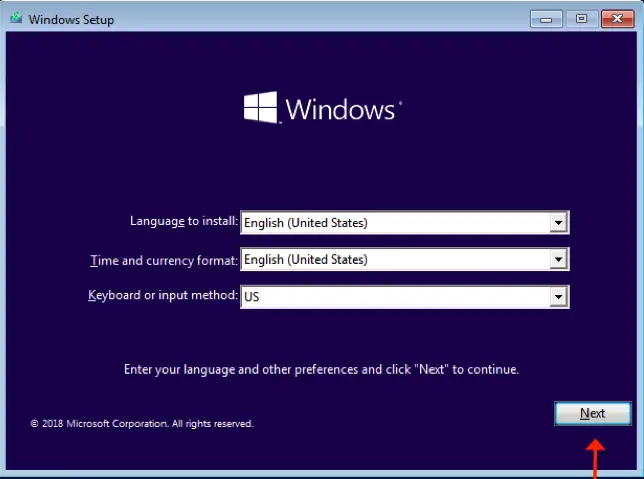 Windows Setup
Windows
Language to install: English (United States)
Time and currency format: English (United States)
Keyboard or input method: US
Enter your language and other preferences and click "Next" to continue.
Next
© 2018 Microsoft Corporation. All rights reserved.